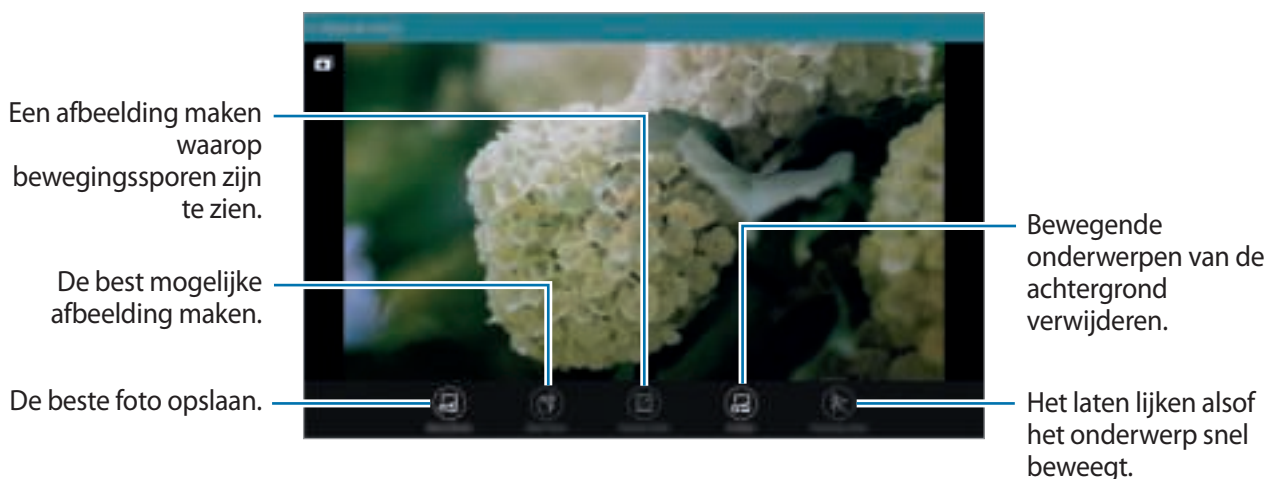 Een afbeelding maken
waarop
bewegingssporen zijn
te zien.
De best mogelijke
afbeelding maken.
De beste foto opslaan.
Bewegende
onderwerpen van de
achtergrond
verwijderen.
Het laten lijken alsof
het onderwerp snel
beweegt.